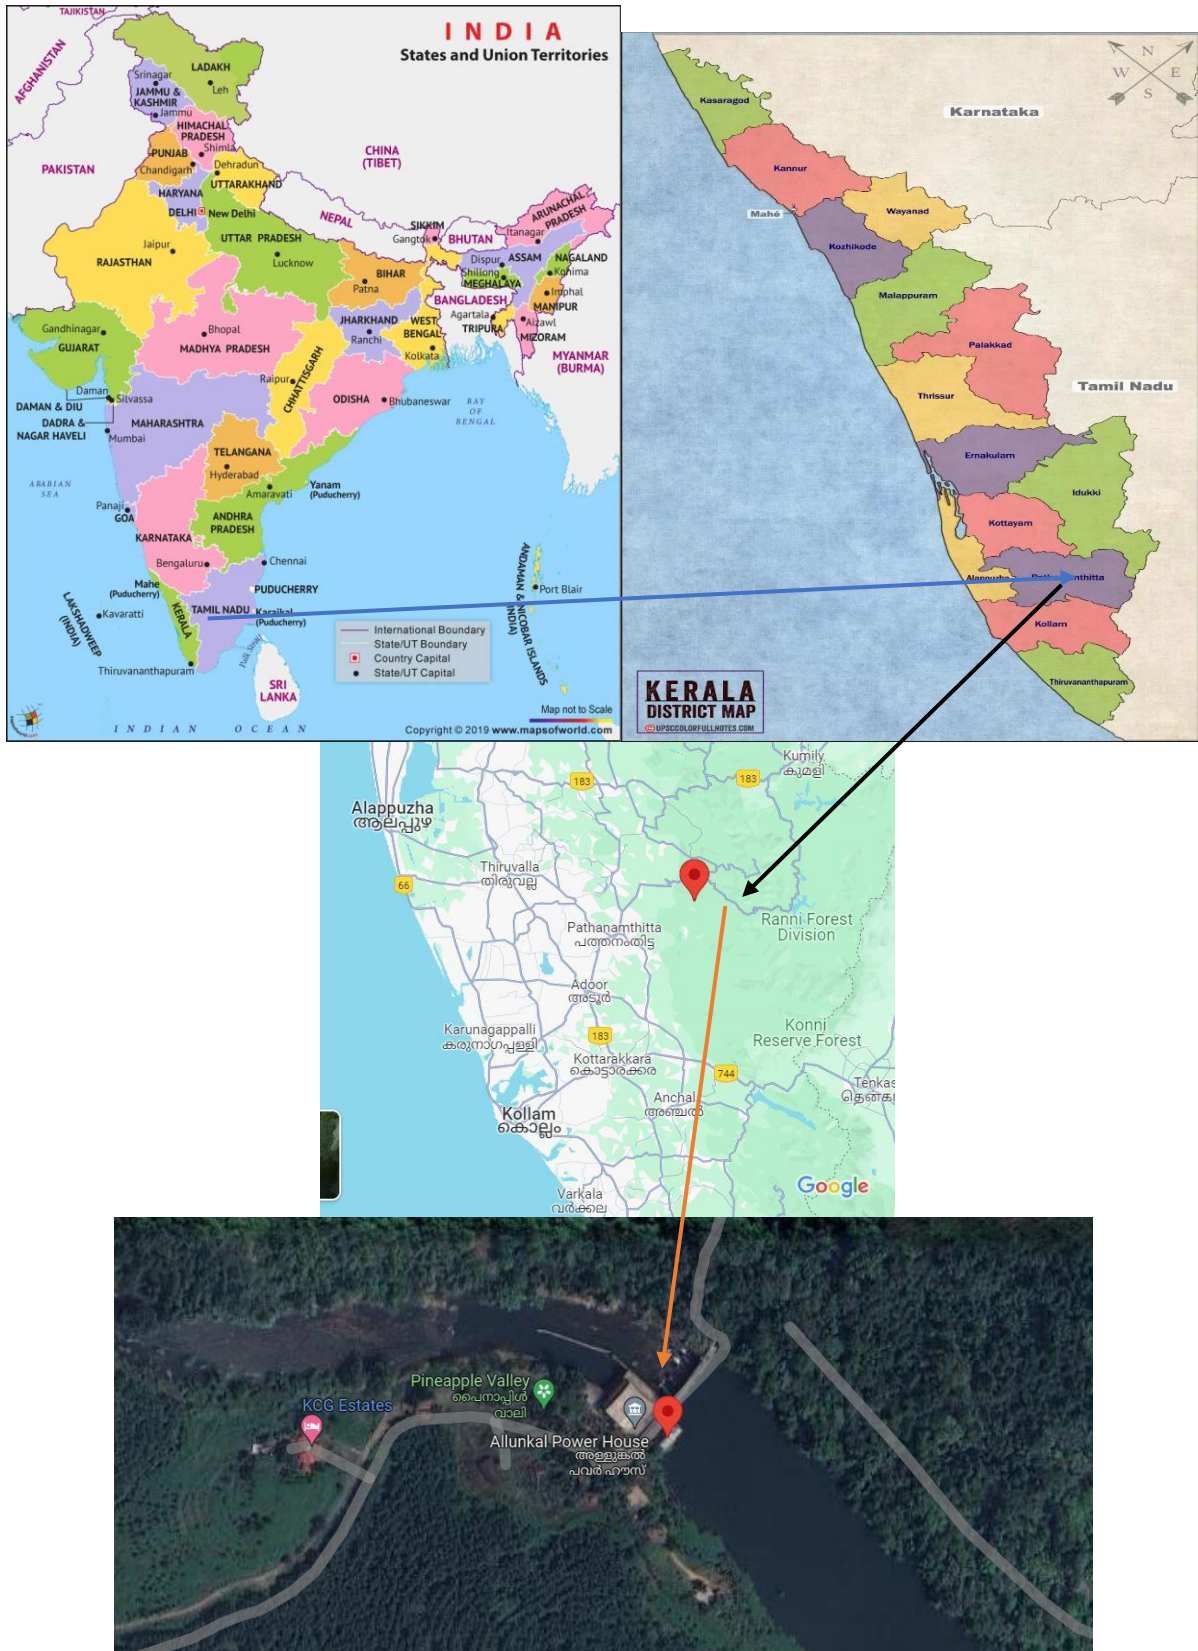 INDIA
States and Union Territories
TAJIKISTAN
AFGHANISTAN
PAKISTAN
CHINA
(TIBET)
NEPAL
BHUTAN
BANGLADESH
MYANMAR
(BURMA)
SRI
LANKA
LADAKH
Leh
Srinagar
JAMMU &
KASHMIR
Jammu
HIMACHAL
PRADESH
Shimla
PUNJAB
Chandigarh
Dehradun
UTTARAKHAND
HARYANA
DELHI
New Delhi
UTTAR PRADESH
Lucknow
Jaipur
RAJASTHAN
BIHAR
Patna
SIKKIM
Gangtok
ARUNACHAL
PRADESH
Itanagar
Dispur
ASSAM
NAGALAND
Kohima
Shillong
MEGHALAYA
Imphal
MANIPUR
Agartala
TRIPURA
Aizawl
MIZORAM
Gandhinagar
GUJARAT
Bhopal
MADHYA PRADESH
JHARKHAND
Ranchi
WEST
BENGAL
Kolkata
Raipur
CHHATTISGARH
ODISHA
Bhubaneswar
Daman
Silvassa
DAMAN & DIU
DADRA &
NAGAR HAVELI
Mumbai
MAHARASHTRA
BAY
OF
BENGAL
TELANGANA
Hyderabad
Amaravati
Yanam
(Puducherry)
ARABIAN
SEA
Panaji
GOA
KARNATAKA
ANDHRA
PRADESH
Bengaluru
Chennai
Mahe
(Puducherry)
PUDUCHERRY
TAMIL NADU
Karaikal
(Puducherry)
KERALA
LAKSHADWEEP
(INDIA)
Kavaratti
Thiruvananthapuram
Palk Strait
ANDAMAN & NICOBAR ISLANDS
(INDIA)
Port Blair
International Boundary
State/UT Boundary
Country Capital
State/UT Capital
Map not to Scale
INDIAN OCEAN
Copyright © 2019 www.mapsofworld.com
N
W E
S
Karnataka
Tamil Nadu
Kasaragod
Kannur
Mahé
Wayanad
Kozhikode
Malappuram
Palakkad
Thrissur
Ernakulam
Idukki
Kottayam
Alappuzha
Kollam
Thiruvananthapuram
KERALA
DISTRICT MAP
© UPSCCOLORFULLNOTES.COM
Kumily
കുമളി
183
183
Alappuzha
ആലപ്പുഴ
Thiruvalla
തിരുവല്ല
66
Pathanamthitta
പത്തനംതിട്ട
Ranni Forest
Division
Adoor
അടൂർ
Karunagappalli
കരുനാഗപ്പള്ളി
183
Konni
Reserve Forest
Kottarakkara
കൊട്ടാരക്കര
744
Anchal
അഞ്ചൽ
Tenkas
Kollam
കൊല്ലം
Varkala
വർക്കല
Google
Pineapple Valley
പൈനാപ്പിൾ
വാലി
KCG Estates
Allunkal Power House
അള്ളുങ്കൽ
പവർ ഹൗസ്